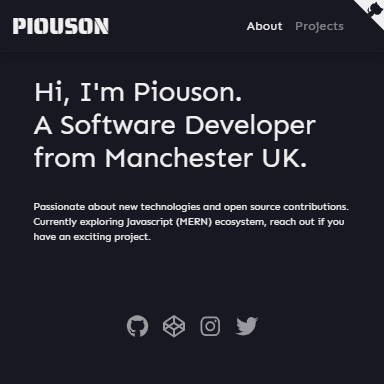 PIOUSON
About Projects
Hi, I'm Piouson.
A Software Developer
from Manchester UK.
Passionate about new technologies and open source contributions.
Currently exploring Javascript (MERN) ecosystem, reach out if you
have an exciting project.